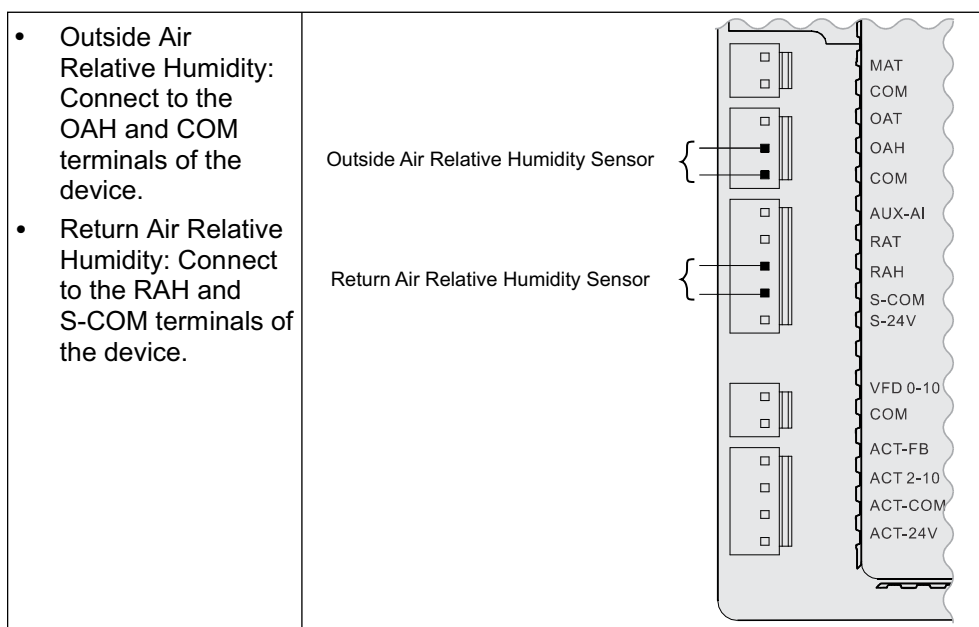 • Outside Air
Relative Humidity:
Connect to the
OAH and COM
terminals of the
device.
• Return Air Relative
Humidity: Connect
to the RAH and
S-COM terminals of
the device.
Outside Air Relative Humidity Sensor
Return Air Relative Humidity Sensor
MAT
COM
OAT
OAH
COM
AUX-AI
RAT
RAH
S-COM
S-24V
VFD 0-10
COM
ACT-FB
ACT 2-10
ACT-COM
ACT-24V